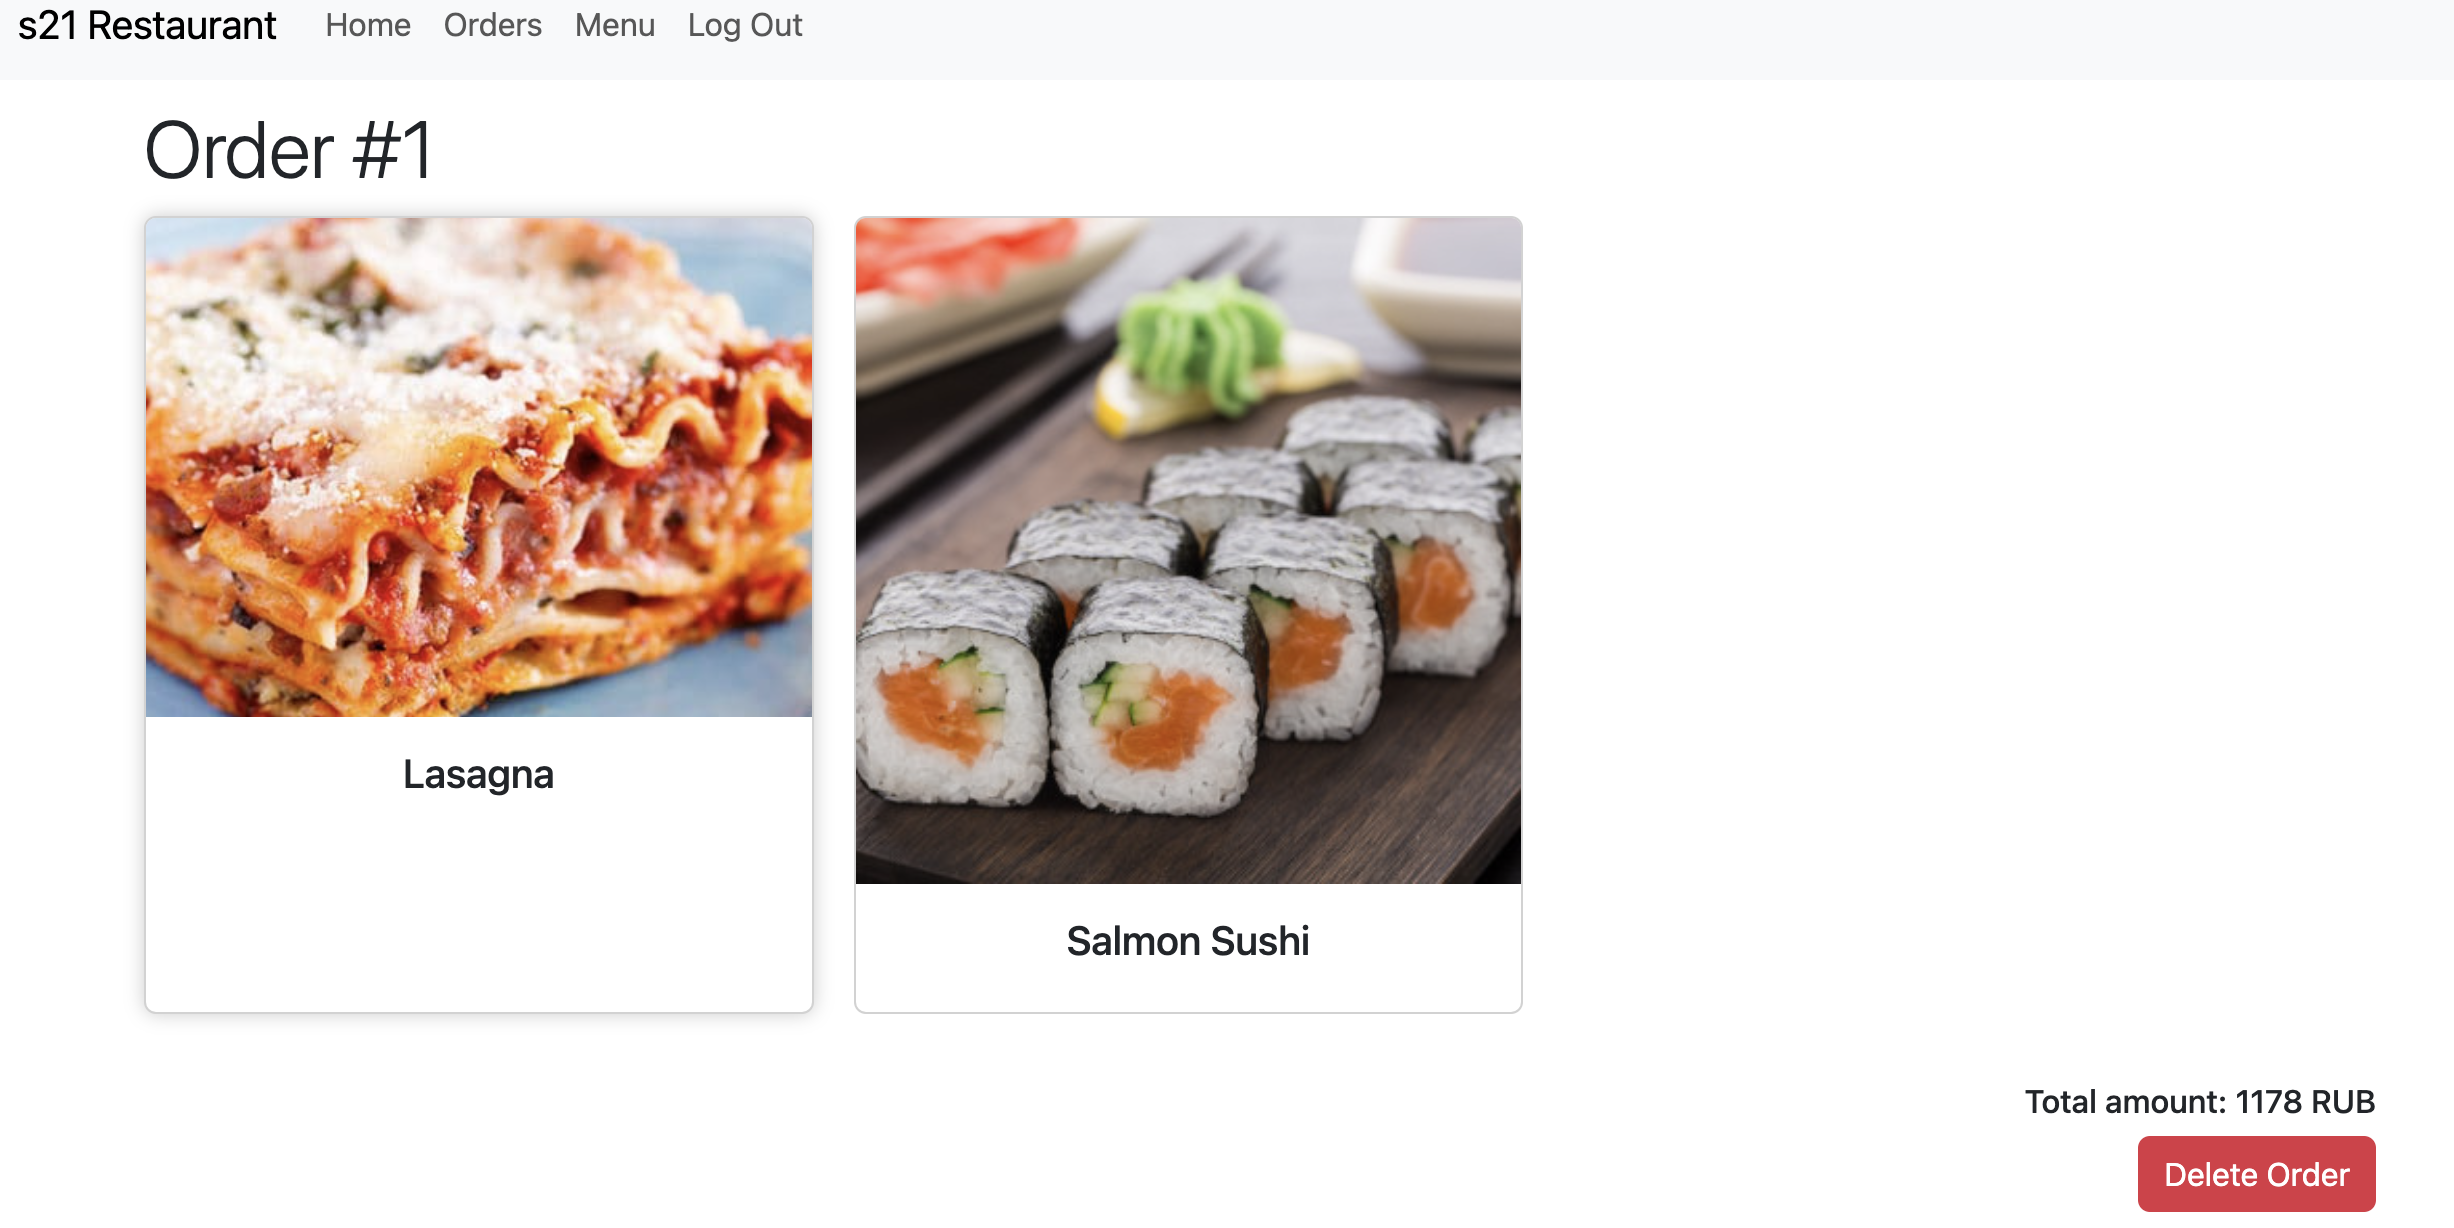 s21 Restaurant Home Orders Menu Log Out
Order #1
Lasagna
Salmon Sushi
Total amount: 1178 RUB
Delete Order